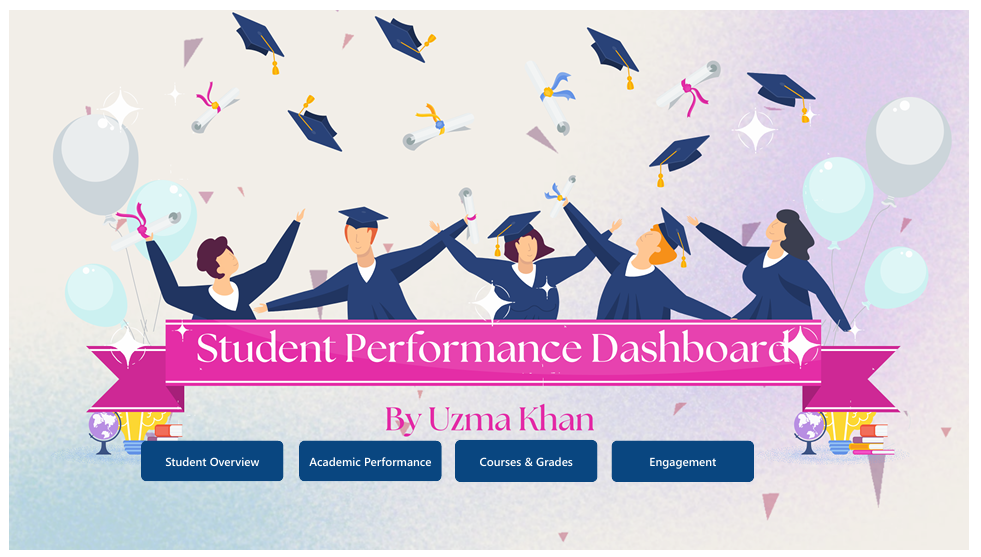 Student Performance Dashboard
By Uzma Khan
Student Overview
Academic Performance
Courses & Grades
Engagement